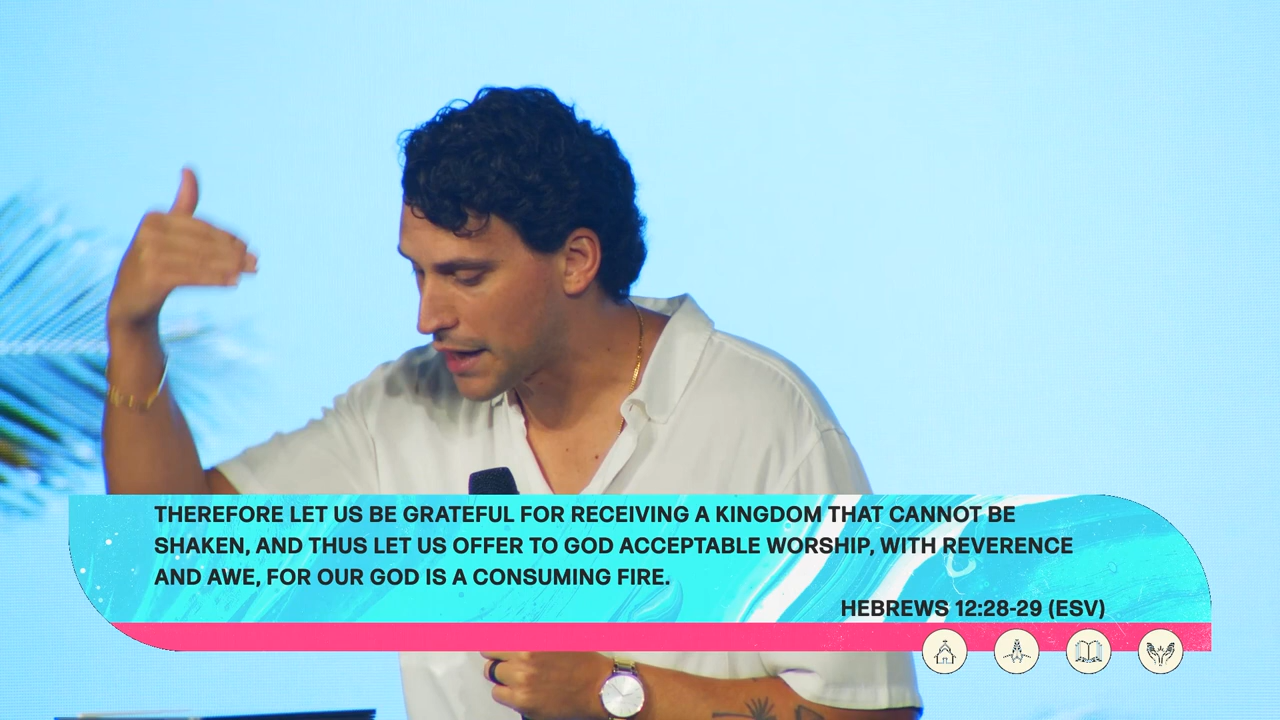 THEREFORE LET US BE GRATEFUL FOR RECEIVING A KINGDOM THAT CANNOT BE
SHAKEN, AND THUS LET US OFFER TO GOD ACCEPTABLE WORSHIP, WITH REVERENCE
AND AWE, FOR OUR GOD IS A CONSUMING FIRE.
HEBREWS 12:28-29 (ESV)